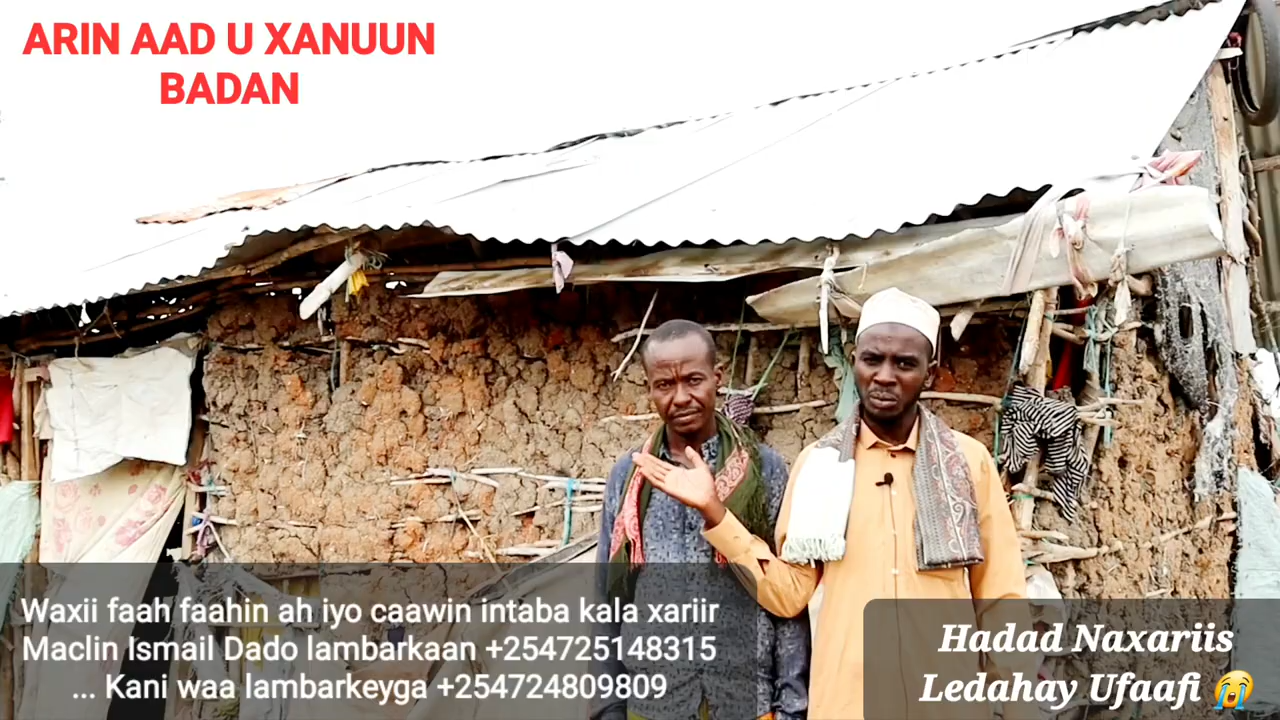 ARIN AAD U XANUUN
BADAN
Waxii faah faahin ah iyo caawin intaba kala xariir
Maclin Ismail Dado lambarkaan +254725148315
... Kani waa lambarkeyga +254724809809
Hadad Naxariis
Ledahay Ufaafi 😭